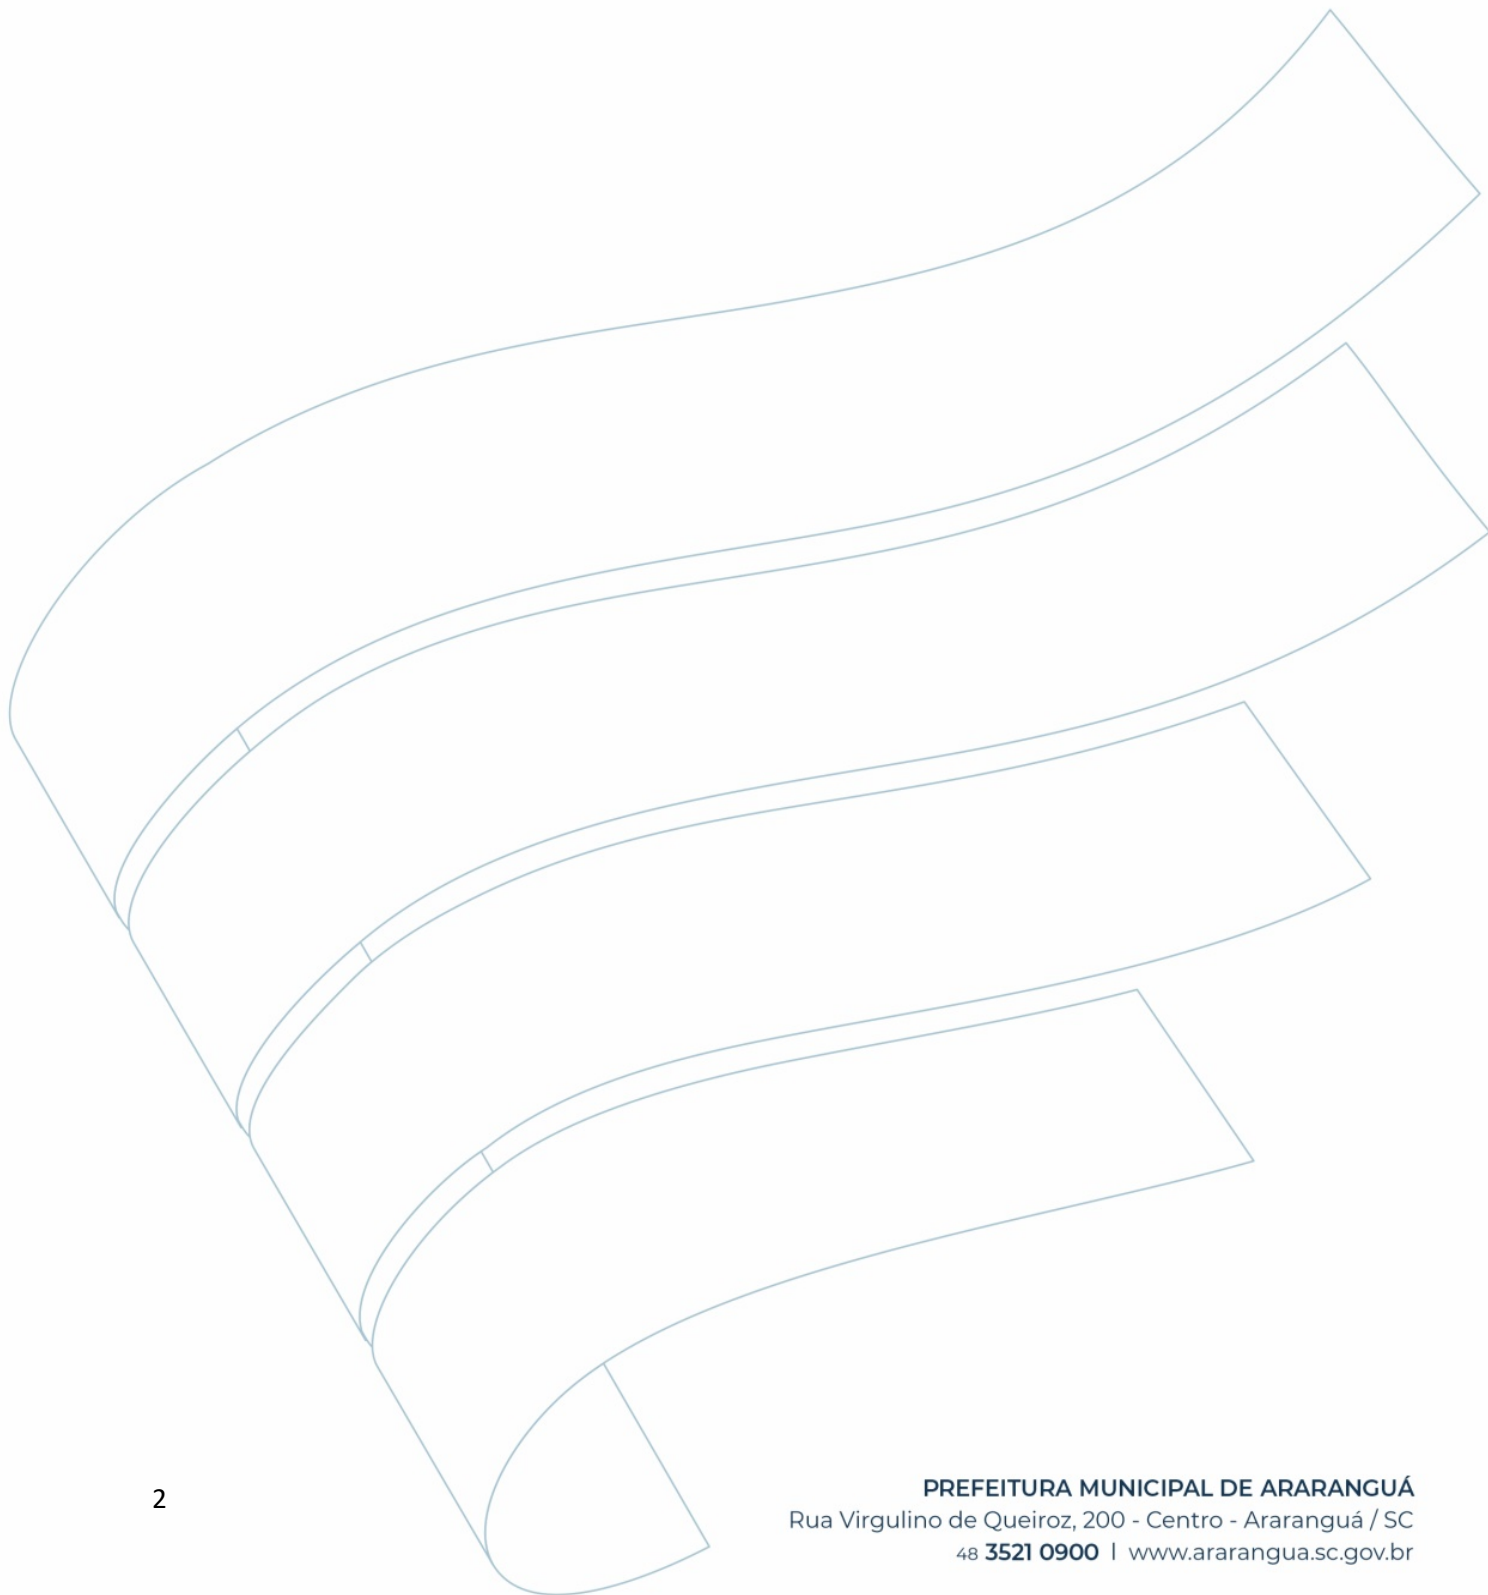 2
PREFEITURA MUNICIPAL DE ARARANGUÁ
Rua Virgulino de Queiroz, 200 - Centro - Araranguá / SC
48 3521 0900 | www.ararangua.sc.gov.br